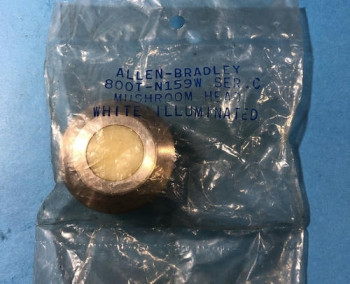 ALLEN-BRADLEY
800T-N159W SER.C
MUSHROOM HEAD
WHITE ILLUMINATED